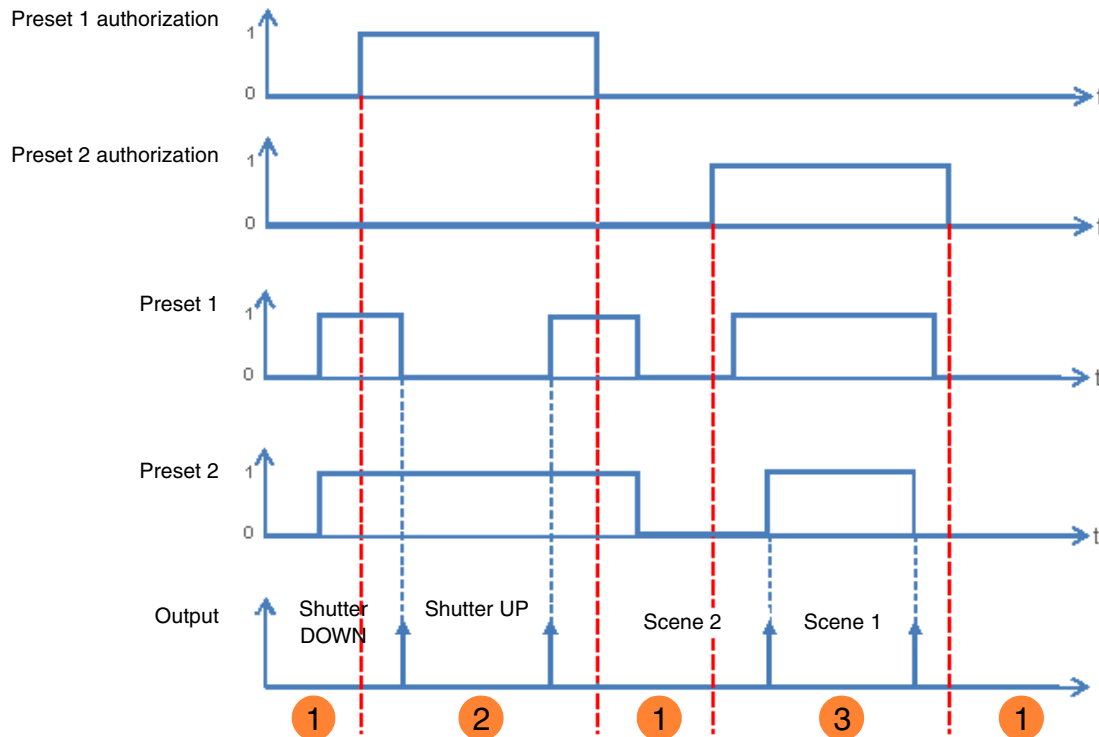 Preset 1 authorization
1
0
t
Preset 2 authorization
1
0
t
Preset 1
1
0
t
Preset 2
1
0
t
Output
Shutter
DOWN
Shutter UP
Scene 2
Scene 1
1
2
1
3
1